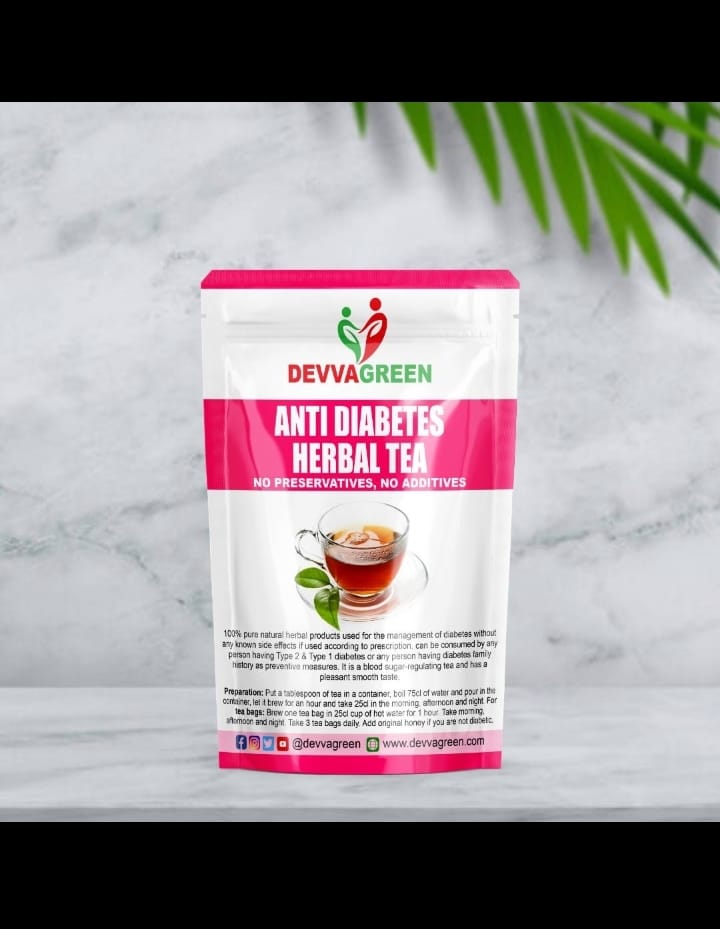 DEVVAGREEN
ANTI DIABETES
HERBAL TEA
NO PRESERVATIVES, NO ADDITIVES
100% pure natural herbal products used for the management of diabetes without
any known side effects if used according to prescription, can be consumed by any
person having Type 2 & Type 1 diabetes or any person having diabetes family
history as preventive measures. It is a blood sugar-regulating tea and has a
pleasant smooth taste.
Preparation: Put a tablespoon of tea in a container, boil 75cl of water and pour in the
container, let it brew for an hour and take 25cl in the morning, afternoon and night. For
tea bags: Brew one tea bag in 25cl cup of hot water for 1 hour. Take morning,
afternoon and night. Take 3 tea bags daily. Add original honey if you are not diabetic.
@devvagreen www.devvagreen.com